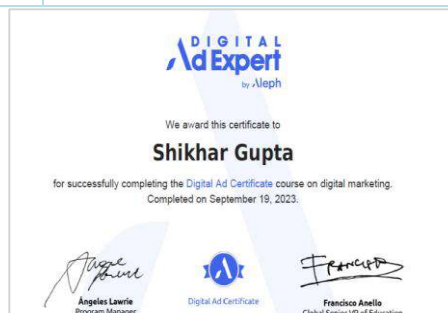 DIGITAL
Ad Expert
by Aleph
We award this certificate to
Shikhar Gupta
for successfully completing the Digital Ad Certificate course on digital marketing.
Completed on September 19, 2023.
Ángeles Lawrie
Program Manager
Digital Ad Certificate
Francisco Anello
Global Senior VP of Education